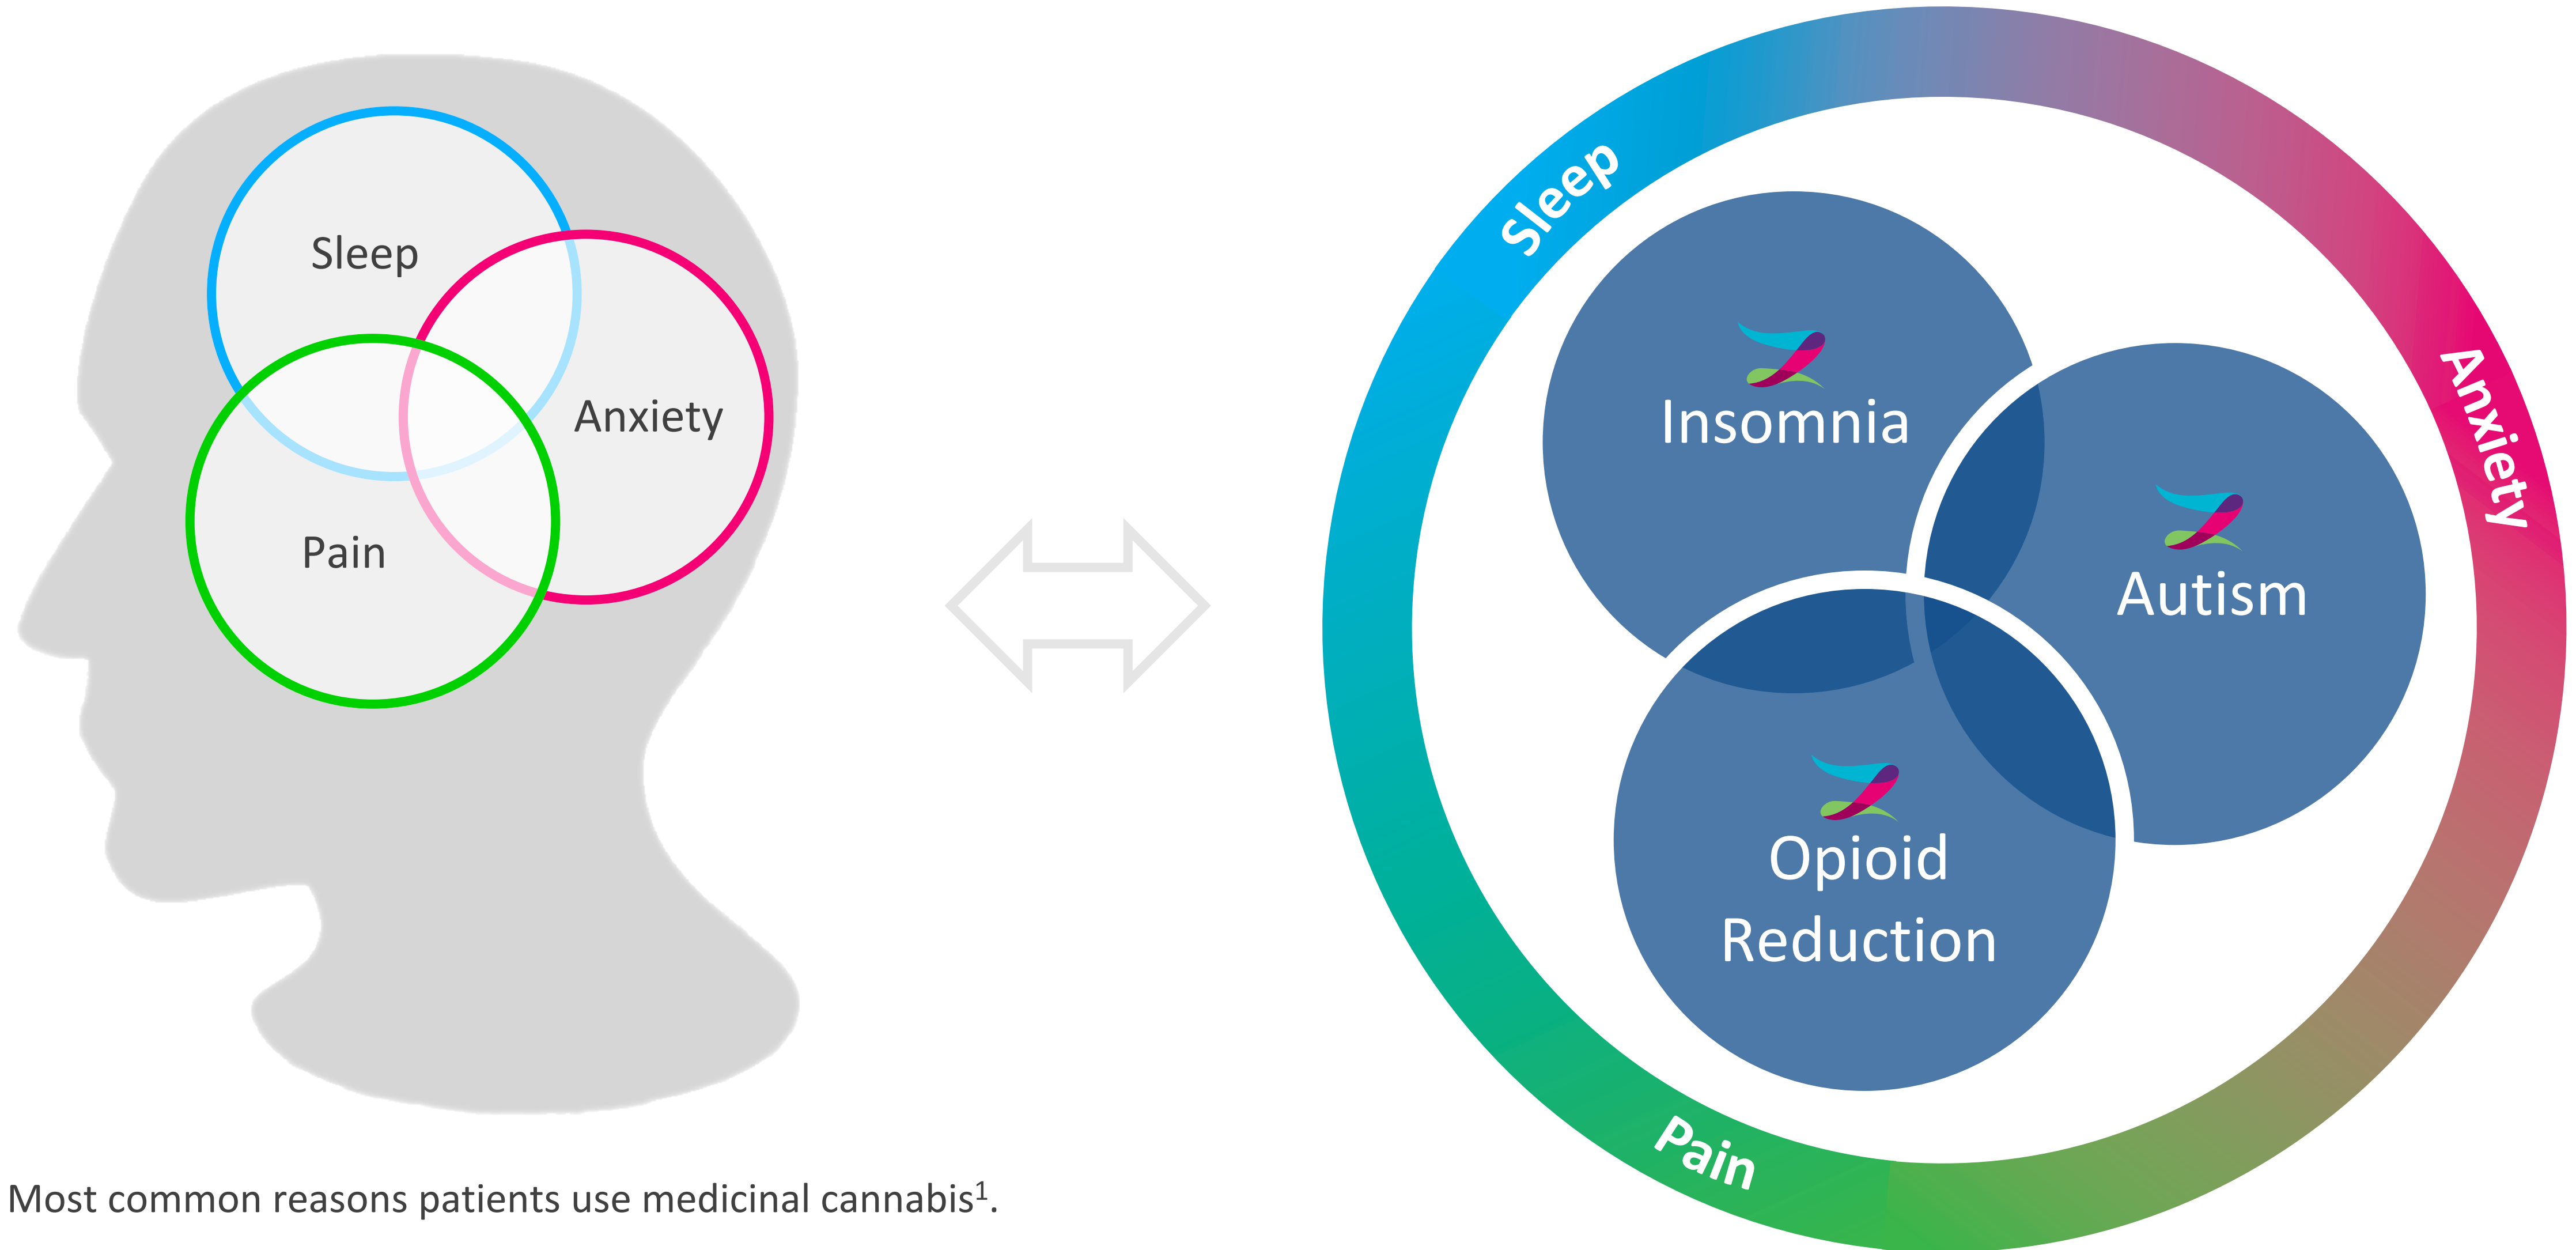 Sleep
Anxiety
Pain
Most common reasons patients use medicinal cannabis¹.
Sleep
Anxiety
Pain
Insomnia
Autism
Opioid
Reduction